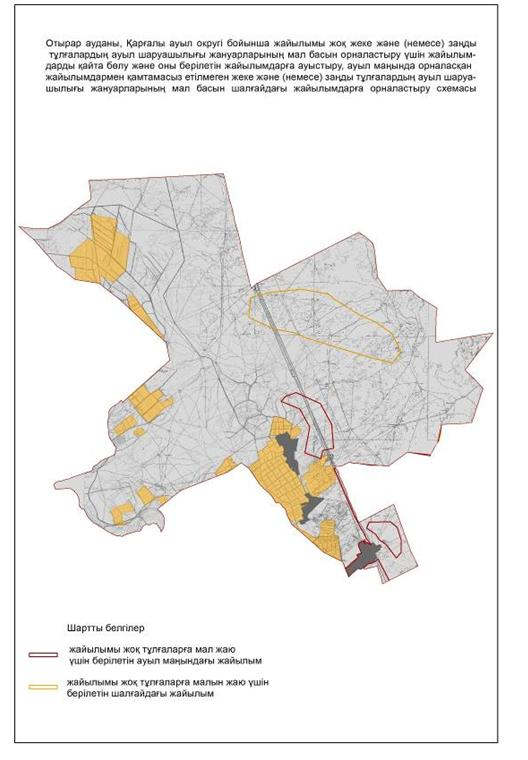 Отырар ауданы, Қарғалы ауыл округі бойынша жайылымы жоқ жеке және (немесе) заңды
тұлғалардың ауыл шаруашылығы жануарларының мал басын орналастыру үшін жайылым-
дарды қайта бөлу және оны берілетін жайылымдарға ауыстыру, ауыл маңында орналасқан
жайылымдармен қамтамасыз етілмеген жеке және (немесе) заңды тұлғалардың ауыл шаруа-
шылығы жануарларының мал басын шалғайдағы жайылымдарға орналастыру схемасы
Шартты белгілер
жайылымы жоқ тұлғаларға мал жаю
үшін берілетін ауыл маңындағы жайылым
жайылымы жоқ тұлғаларға малын жаю үшін
берілетін шалғайдағы жайылым